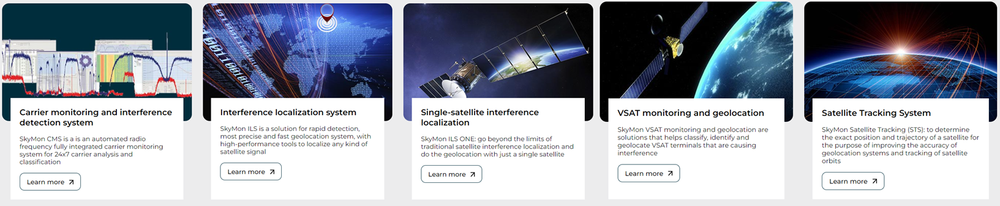 Carrier monitoring and interference
detection system
SkyMon CMS is a is an automated radio
frequency fully integrated carrier monitoring
system for 24x7 carrier analysis and
classification
Learn more
Interference localization system
SkyMon ILS is a solution for rapid detection,
most precise and fast geolocation system, with
high-performance tools to localize any kind of
satellite signal
Learn more
Single-satellite interference
localization
SkyMon ILS ONE: go beyond the limits of
traditional satellite interference localization and
do the geolocation with just a single satellite
Learn more
VSAT monitoring and geolocation
SkyMon VSAT monitoring and geolocation are
solutions that helps classify, identify and
geolocate VSAT terminals that are causing
interference
Learn more
Satellite Tracking System
SkyMon Satellite Tracking (STS): to determine
the exact position and trajectory of a satellite for
the purpose of improving the accuracy of
geolocation systems and tracking of satellite
orbits
Learn more